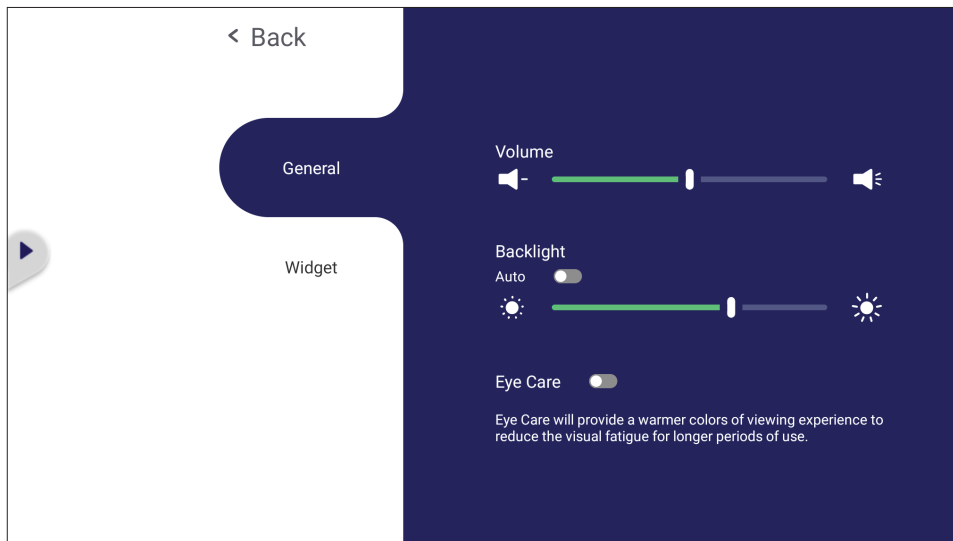 Back
General
Widget
Volume
Backlight
Auto
Eye Care
Eye Care will provide a warmer colors of viewing experience to
reduce the visual fatigue for longer periods of use.